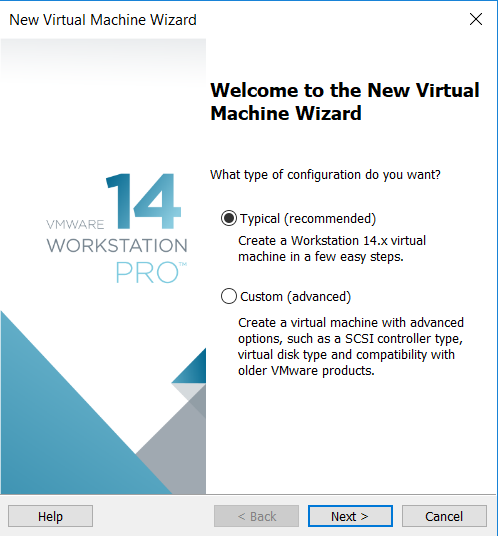 New Virtual Machine Wizard
Welcome to the New Virtual
Machine Wizard
What type of configuration do you want?
14
VMWARE
WORKSTATION
PRO™
Typical (recommended)
Create a Workstation 14.x virtual
machine in a few easy steps.
Custom (advanced)
Create a virtual machine with advanced
options, such as a SCSI controller type,
virtual disk type and compatibility with
older VMware products.
Help
< Back
Next >
Cancel